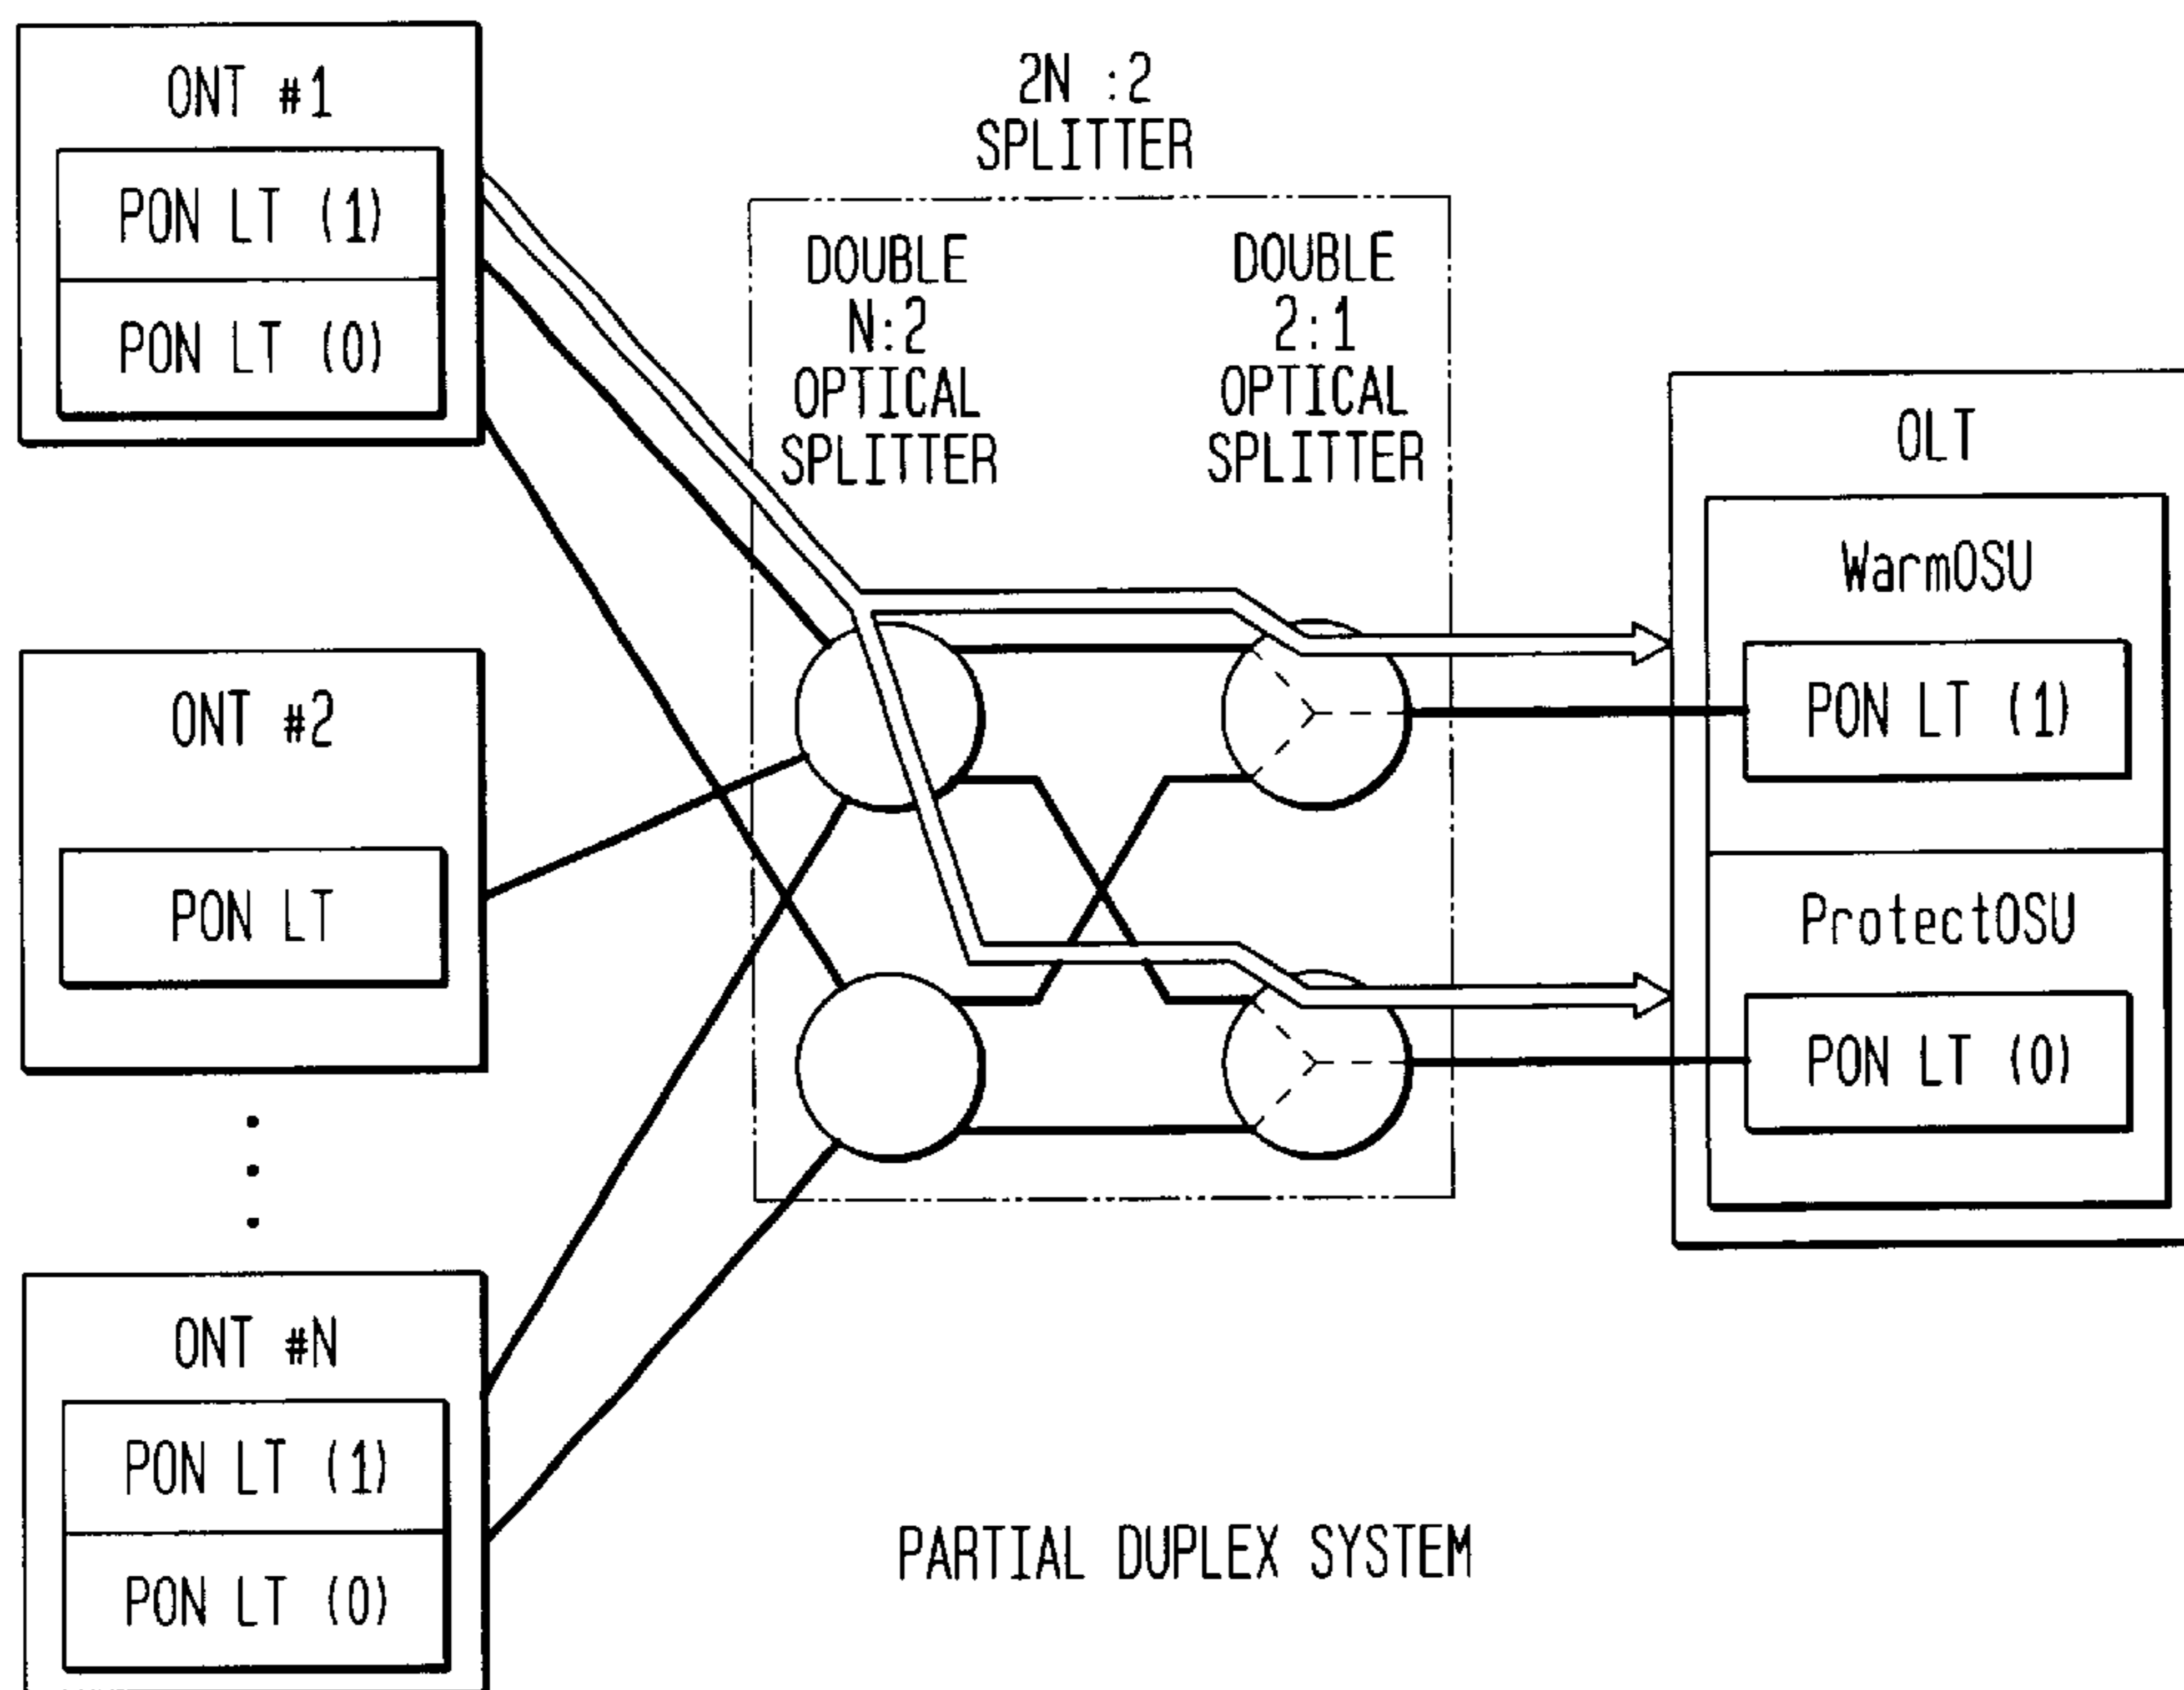 ONT #1
PON LT (1)
PON LT (0)
ONT #2
PON LT
ONT #N
PON LT (1)
PON LT (0)
2N :2
SPLITTER
DOUBLE
N:2
OPTICAL
SPLITTER
DOUBLE
2:1
OPTICAL
SPLITTER
OLT
WarmOSU
PON LT (1)
ProtectOSU
PON LT (0)
PARTIAL DUPLEX SYSTEM